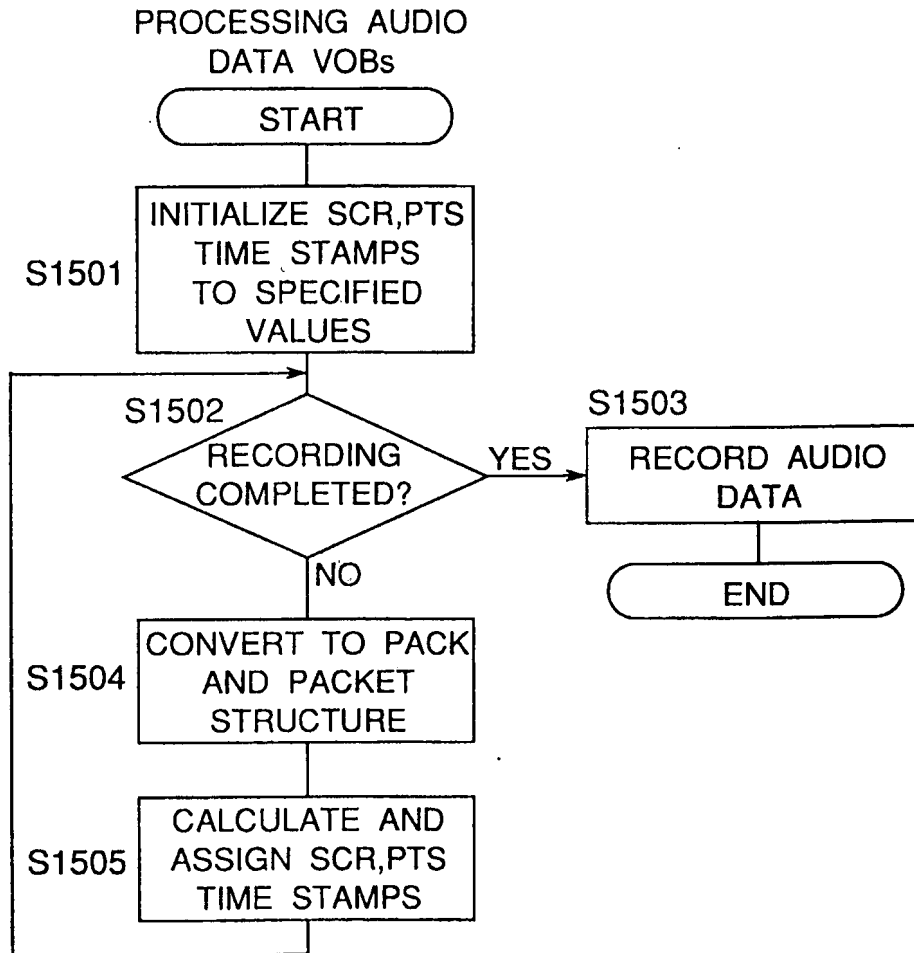 PROCESSING AUDIO
DATA VOBs
START
INITIALIZE SCR,PTS
TIME STAMPS
TO SPECIFIED
VALUES
S1501
S1502
RECORDING
COMPLETED?
YES
S1503
RECORD AUDIO
DATA
END
NO
CONVERT TO PACK
AND PACKET
STRUCTURE
S1504
CALCULATE AND
ASSIGN SCR,PTS
TIME STAMPS
S1505